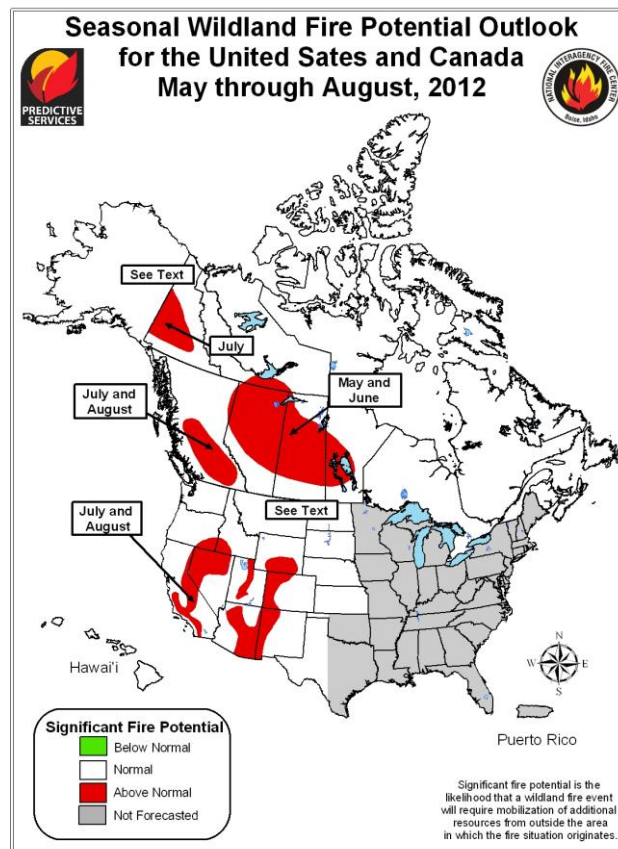 Seasonal Wildland Fire Potential Outlook
for the United Sates and Canada
May through August, 2012
PREDICTIVE
SERVICES
NATIONAL INTERAGENCY FIRE CENTER
Boise, Idaho
See Text
July
July and
August
May and
June
July and
August
See Text
Hawai'i
N
W
E
S
Puerto Rico
Significant Fire Potential
Below Normal
Normal
Above Normal
Not Forecasted
Significant fire potential is the
likelihood that a wildland fire event
will require mobilization of additional
resources from outside the area
in which the fire situation originates.